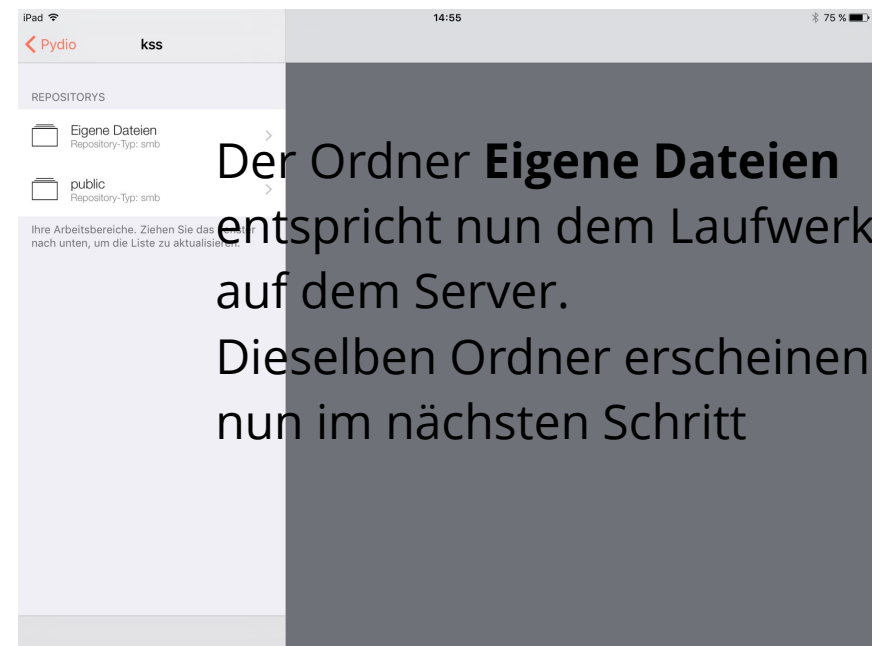 iPad 14:55 75 %
Pydio kss
REPOSITORYS
Eigene Dateien
Repository-Typ: smb
public
Repository-Typ: smb
Ihre Arbeitsbereiche. Ziehen Sie das Fenster
nach unten, um die Liste zu aktualisieren.
Der Ordner Eigene Dateien
entspricht nun dem Laufwerk
auf dem Server.
Dieselben Ordner erscheinen
nun im nächsten Schritt